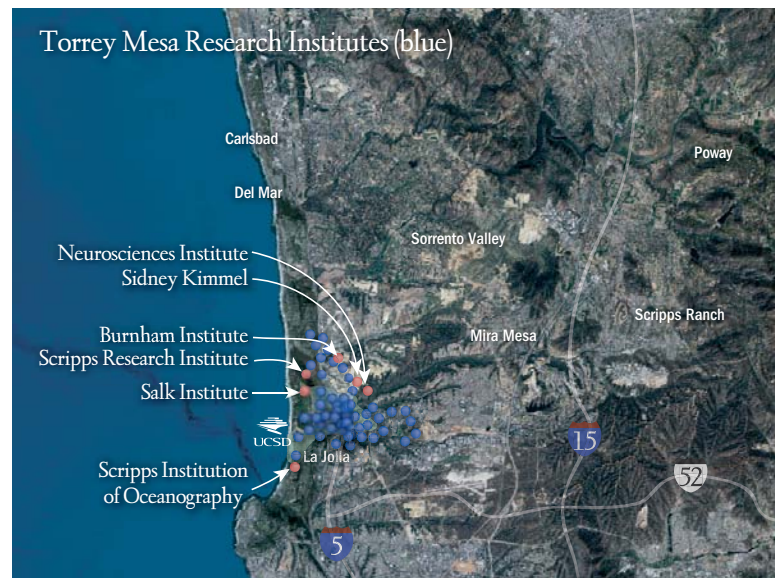 Torrey Mesa Research Institutes (blue)
Carlsbad
Poway
Del Mar
Sorrento Valley
Neurosciences Institute
Sidney Kimmel
Scripps Ranch
Burnham Institute
Mira Mesa
Scripps Research Institute
Salk Institute
UCSD
15
La Jolla
Scripps Institution
of Oceanography
52
5